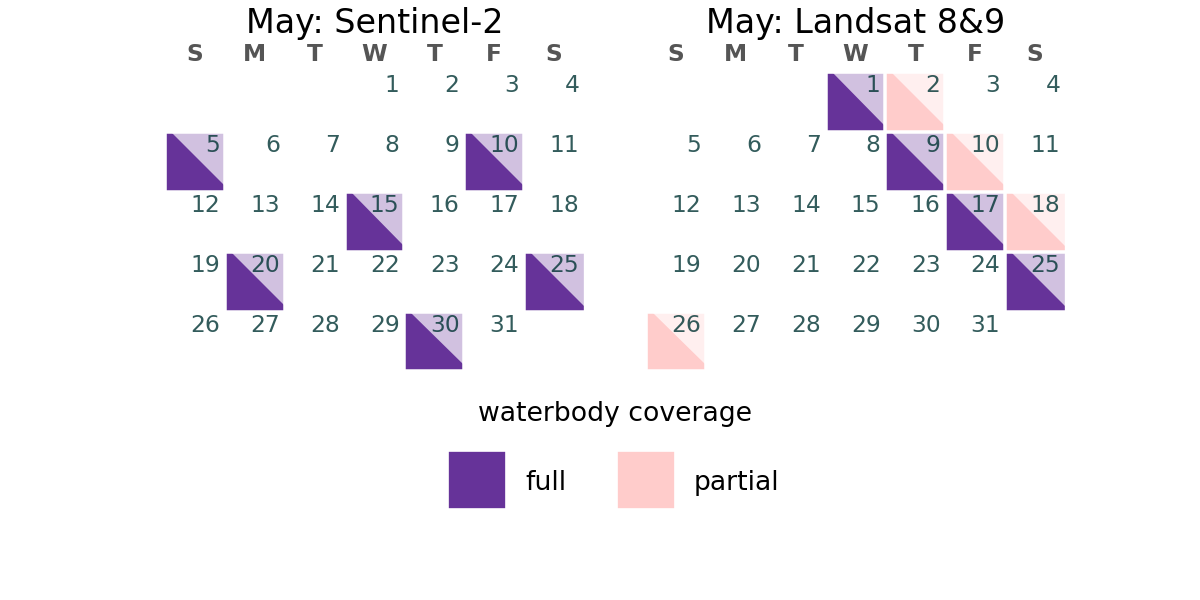 May: Sentinel-2
S M T W T F S
1 2 3 4
5 6 7 8 9 10 11
12 13 14 15 16 17 18
19 20 21 22 23 24 25
26 27 28 29 30 31
May: Landsat 8&9
S M T W T F S
1 2 3 4
5 6 7 8 9 10 11
12 13 14 15 16 17 18
19 20 21 22 23 24 25
26 27 28 29 30 31
waterbody coverage
full partial